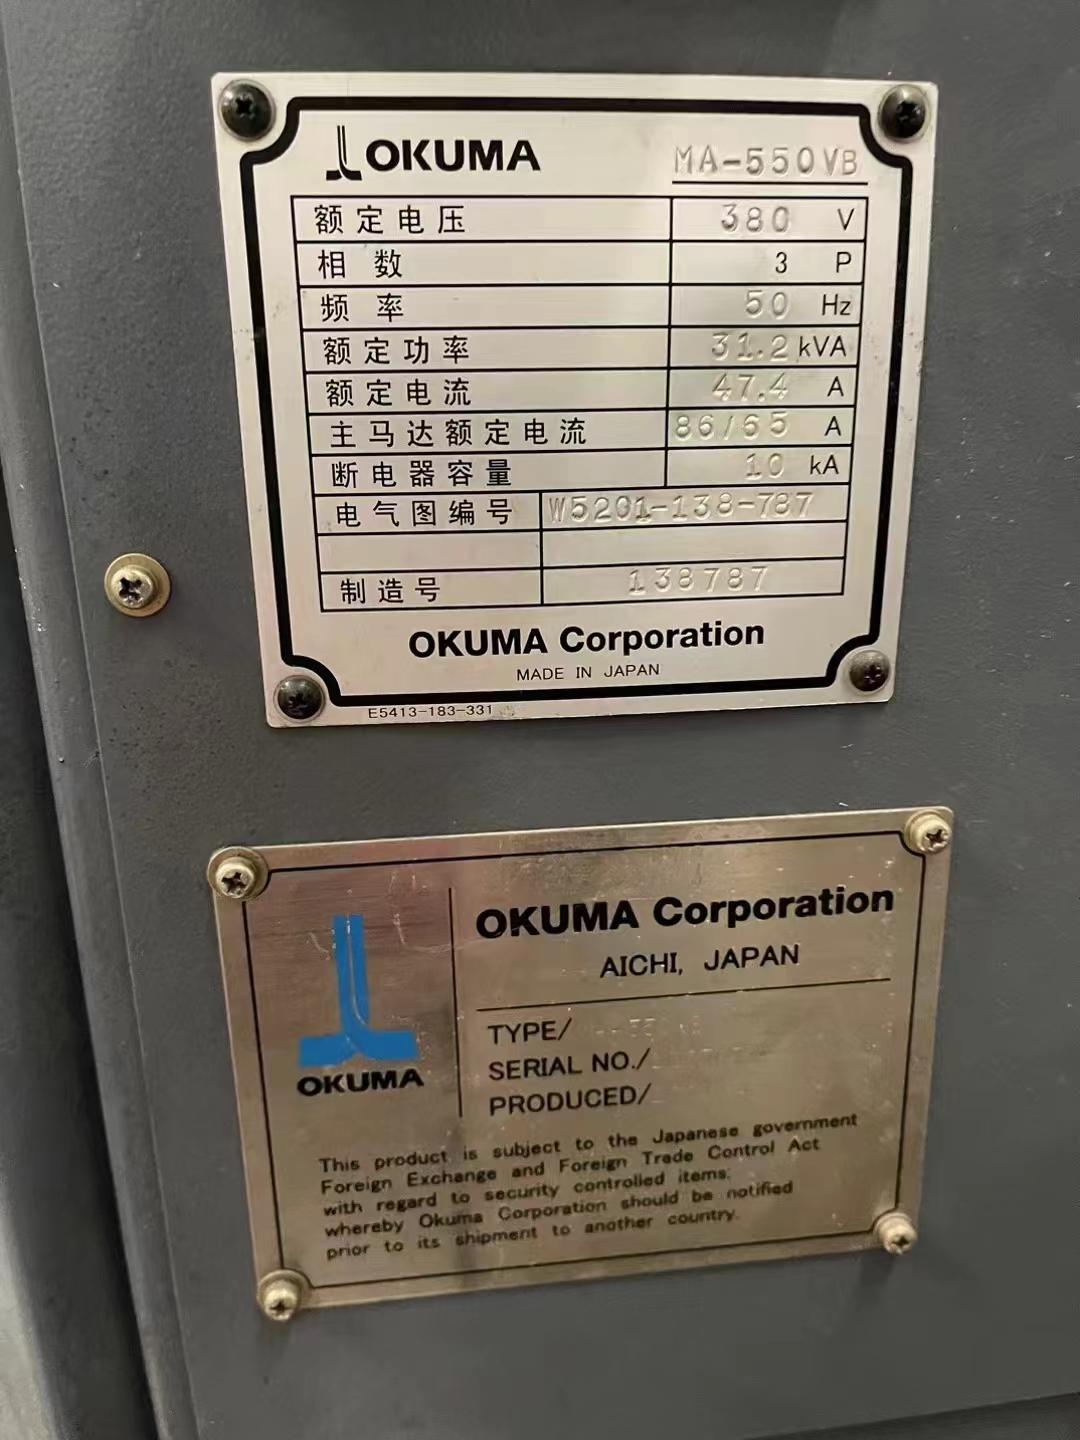 OKUMA MA-550VB
额定电压 380 V
相数 3 P
频率 50 Hz
额定功率 31.2 kVA
额定电流 47.4 A
主马达额定电流 86/65 A
断电器容量 10 kA
电气图编号 W5201-138-787
制造号 138787
OKUMA Corporation
MADE IN JAPAN
E5413-183-331
OKUMA
OKUMA Corporation
AICHI, JAPAN
TYPE/
SERIAL NO./
PRODUCED/
This product is subject to the Japanese government
Foreign Exchange and Foreign Trade Control Act
with regard to security controlled items;
whereby Okuma Corporation should be notified
prior to its shipment to another country.